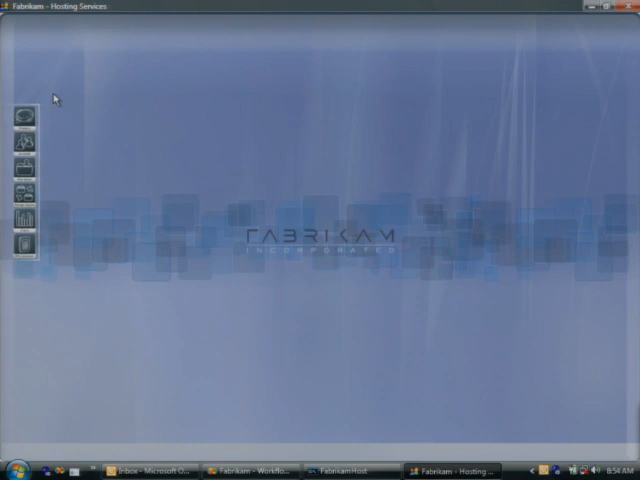 Fabrikam - Hosting Services
FABRIKAM
INCORPORATED
Inbox - Microsoft O...
Fabrikam - Workflo...
FabrikamHost
Fabrikam - Hosting ...
8:54 AM